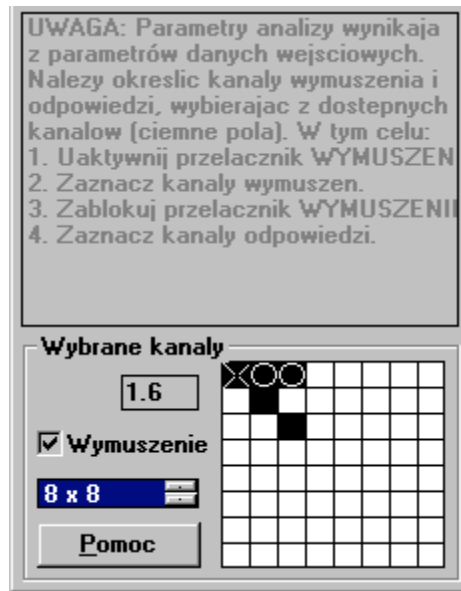 UWAGA: Parametry analizy wynikaja
z parametrów danych wejsciowych.
Nalezy okreslic kanaly wymuszenia i
odpowiedzi, wybierajac z dostepnych
kanalow (ciemne pola). W tym celu:
1. Uaktywnij przelacznik WYMUSZEN
2. Zaznacz kanaly wymuszen.
3. Zablokuj przelacznik WYMUSZENI
4. Zaznacz kanaly odpowiedzi.
Wybrane kanaly
1.6
Wymuszenie
8 x 8
Pomoc